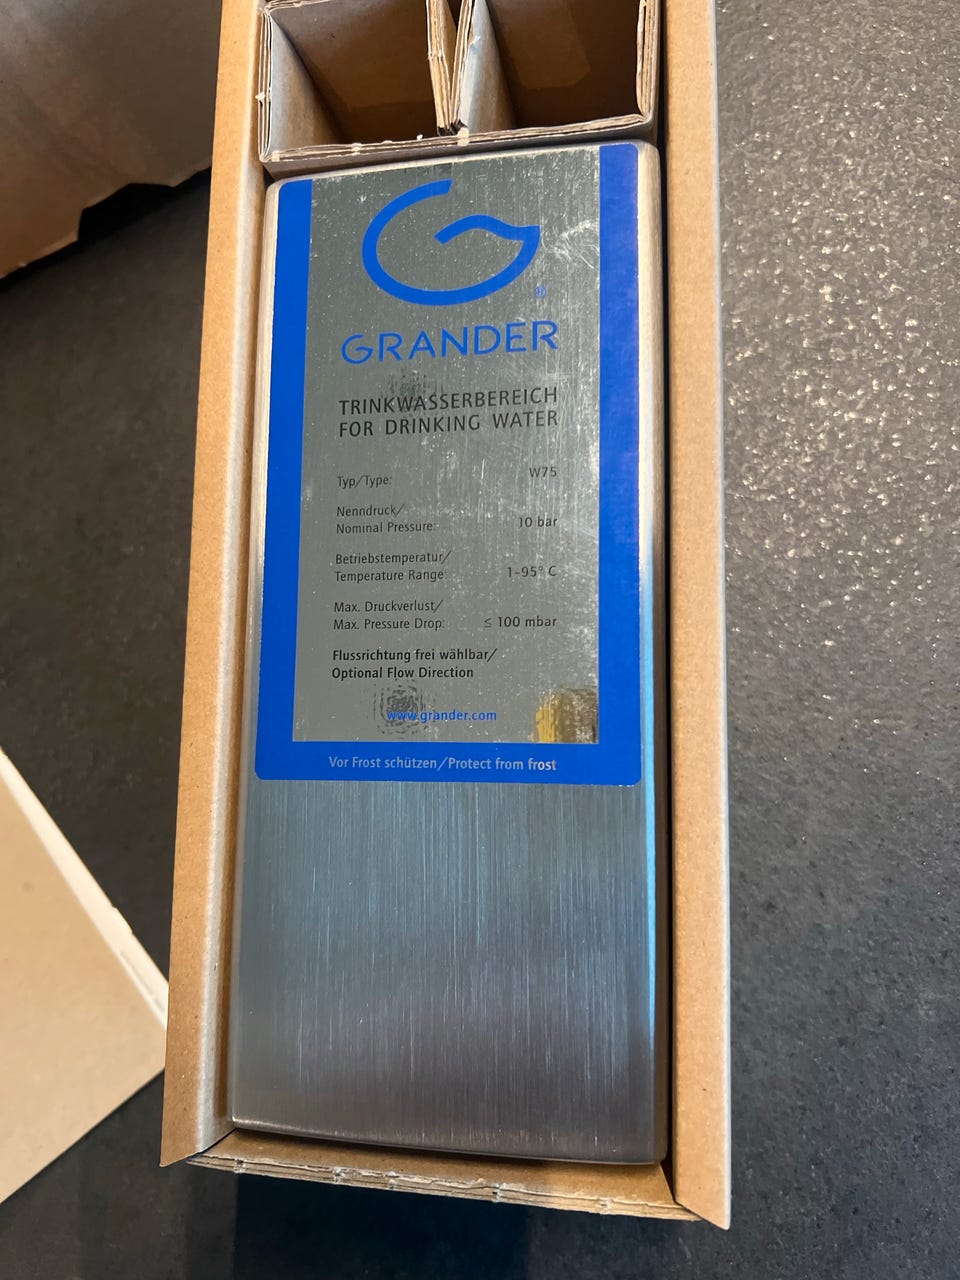 ®
GRANDER
TRINKWASSERBEREICH
FOR DRINKING WATER
Typ/Type: W75
Nenndruck/
Nominal Pressure: 10 bar
Betriebstemperatur/
Temperature Range: 1-95° C
Max. Druckverlust/
Max. Pressure Drop: ≤ 100 mbar
Flussrichtung frei wählbar/
Optional Flow Direction
www.grander.com
Vor Frost schützen/Protect from frost